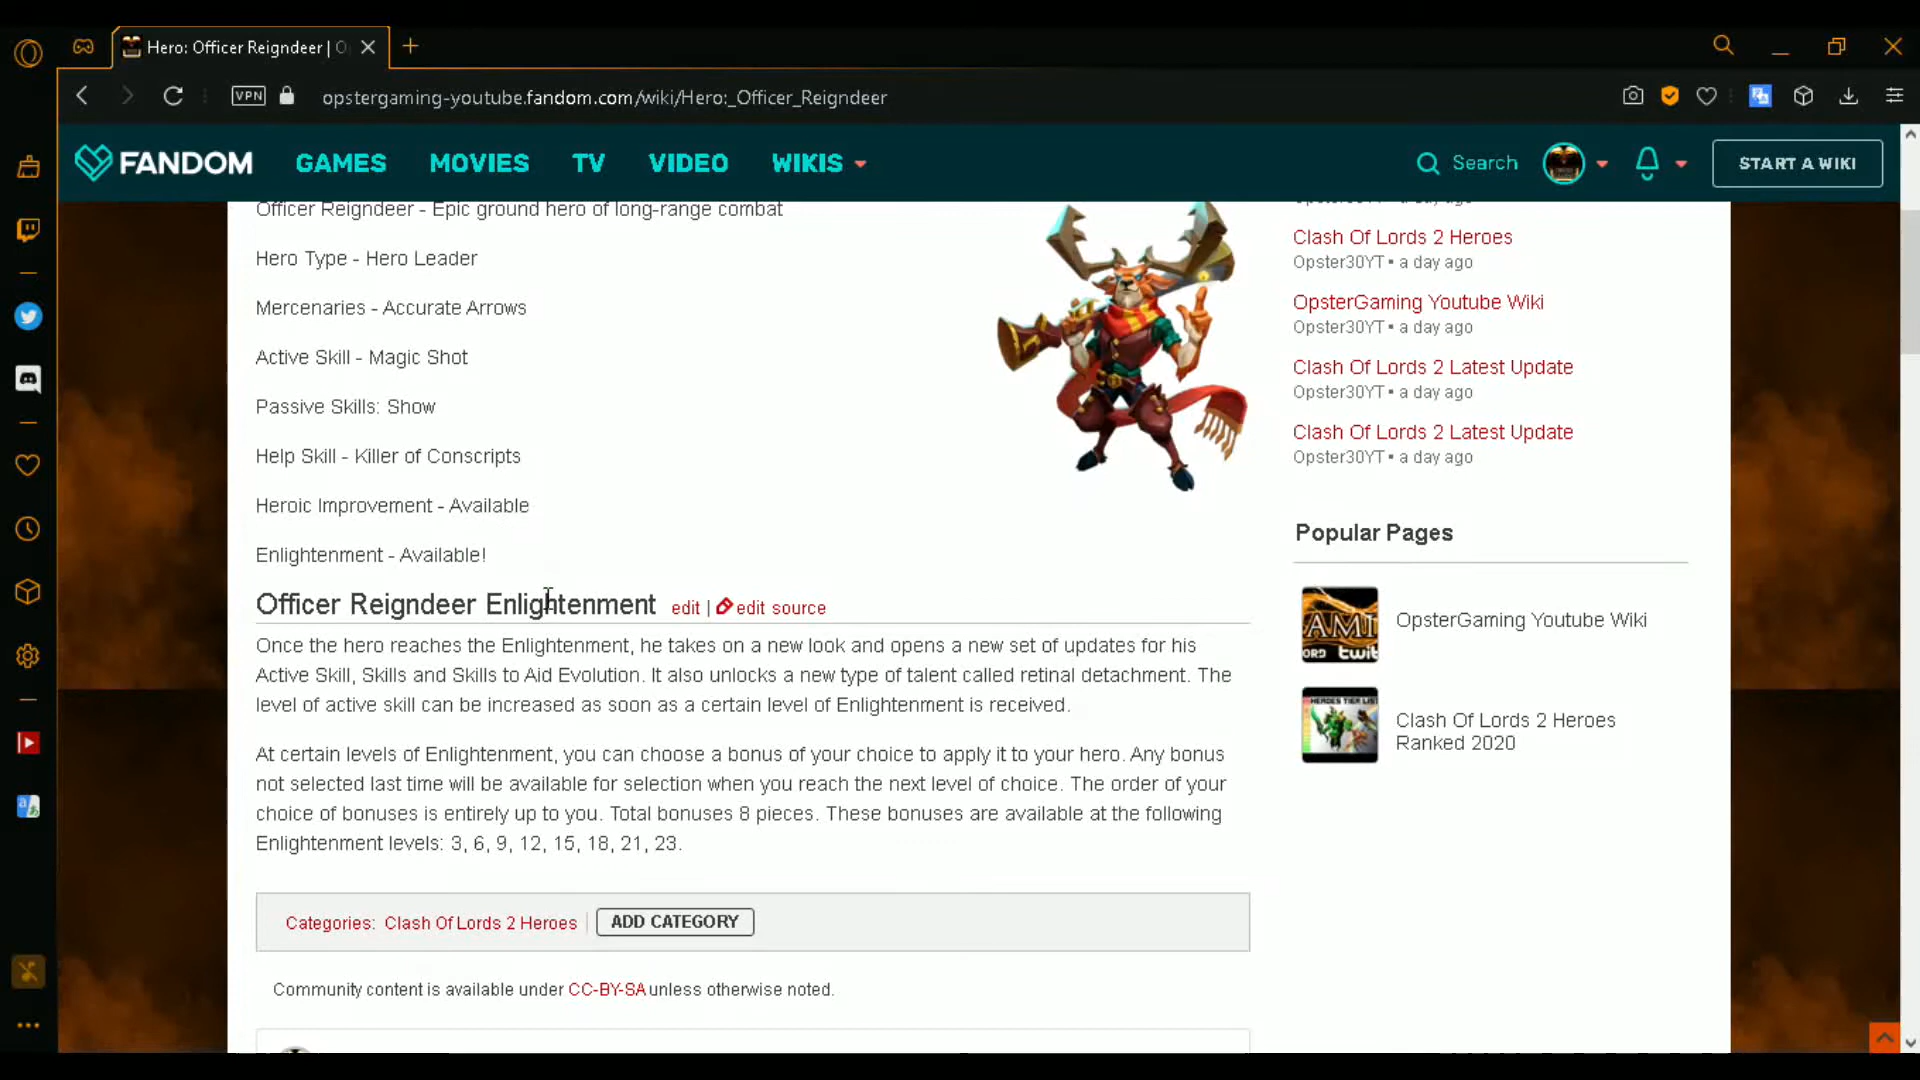 Hero: Officer Reigndeer | O
VPN
opstergaming-youtube.fandom.com/wiki/Hero:_Officer_Reigndeer
FANDOM
GAMES
MOVIES
TV
VIDEO
WIKIS
Search
START A WIKI
Officer Reigndeer - Epic ground hero of long-range combat
Hero Type - Hero Leader
Mercenaries - Accurate Arrows
Active Skill - Magic Shot
Passive Skills: Show
Help Skill - Killer of Conscripts
Heroic Improvement - Available
Enlightenment - Available!
Officer Reigndeer Enlightenment edit | edit source
Once the hero reaches the Enlightenment, he takes on a new look and opens a new set of updates for his
Active Skill, Skills and Skills to Aid Evolution. It also unlocks a new type of talent called retinal detachment. The
level of active skill can be increased as soon as a certain level of Enlightenment is received.
At certain levels of Enlightenment, you can choose a bonus of your choice to apply it to your hero. Any bonus
not selected last time will be available for selection when you reach the next level of choice. The order of your
choice of bonuses is entirely up to you. Total bonuses 8 pieces. These bonuses are available at the following
Enlightenment levels: 3, 6, 9, 12, 15, 18, 21, 23.
Categories: Clash Of Lords 2 Heroes
ADD CATEGORY
Community content is available under CC-BY-SA unless otherwise noted.
Opster30YT • a day ago
Clash Of Lords 2 Heroes
Opster30YT • a day ago
OpsterGaming Youtube Wiki
Opster30YT • a day ago
Clash Of Lords 2 Latest Update
Opster30YT • a day ago
Clash Of Lords 2 Latest Update
Opster30YT • a day ago
Popular Pages
AMI
ORD twit
OpsterGaming Youtube Wiki
HEROES TIER LIST
Clash Of Lords 2 Heroes
Ranked 2020